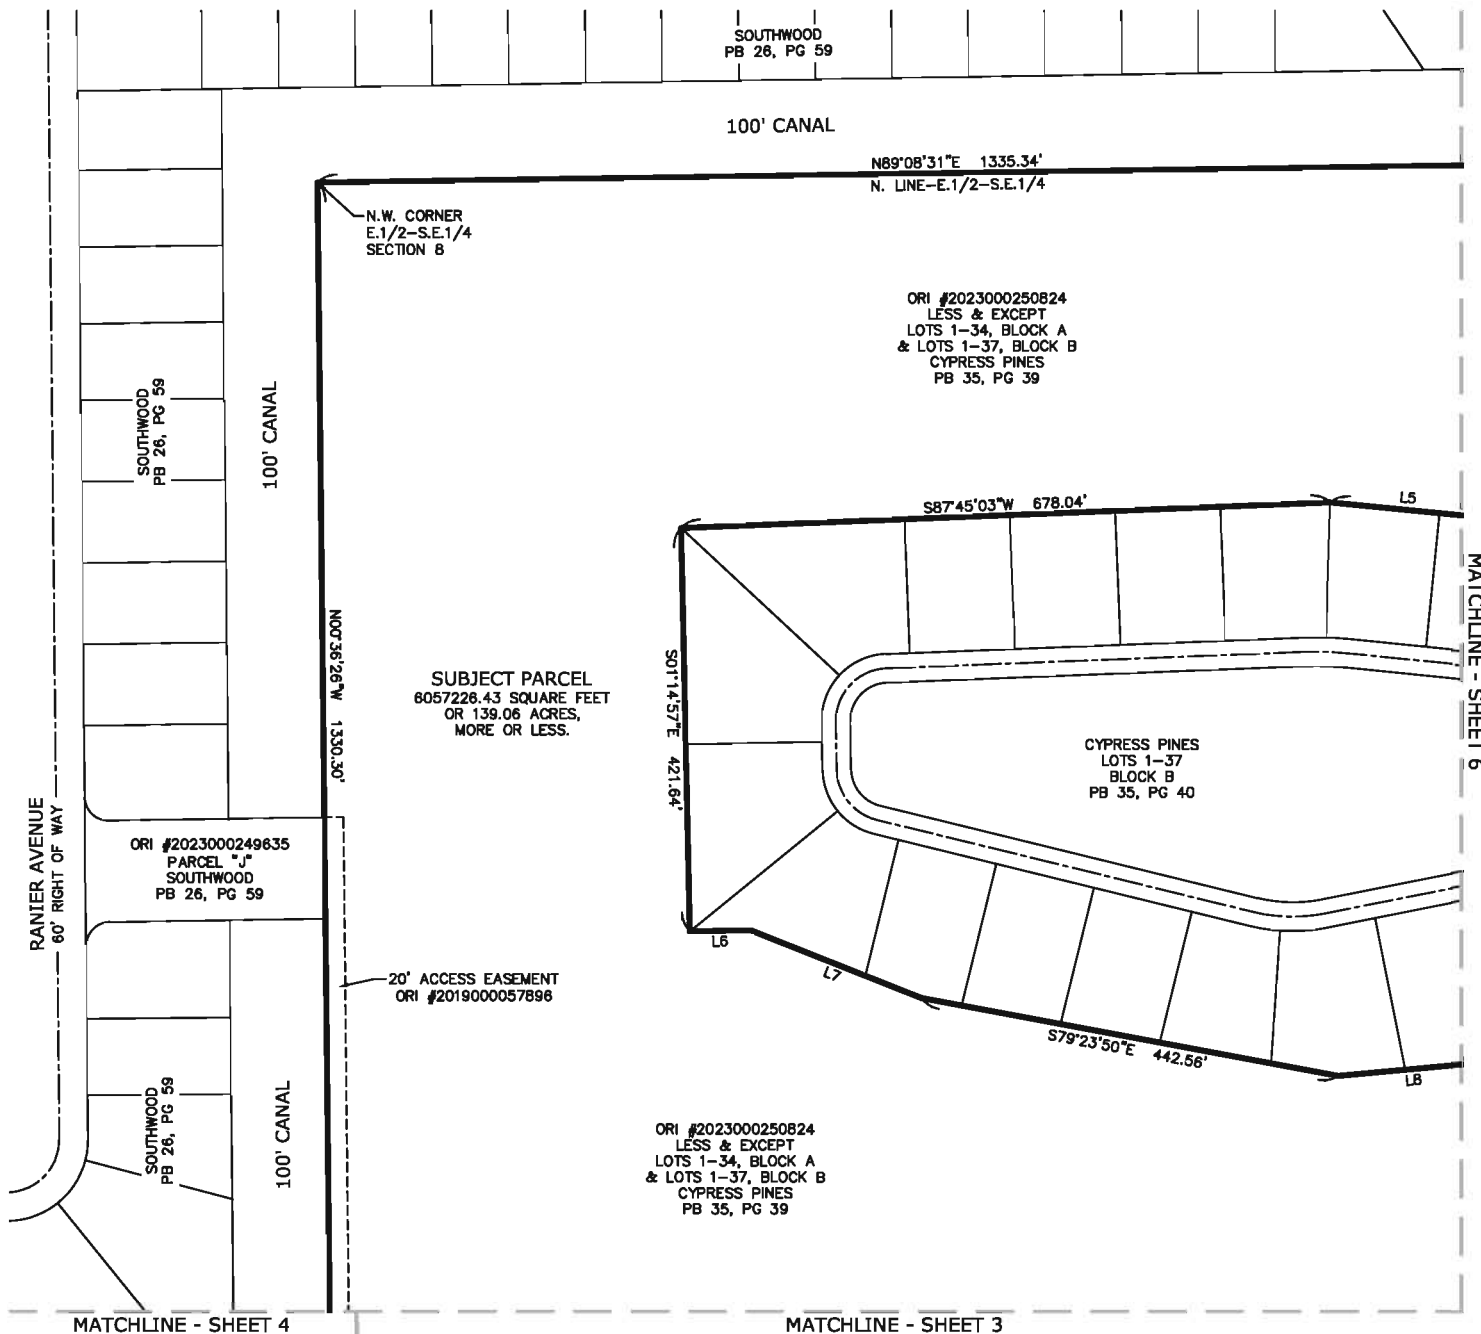 SOUTHWOOD
PB 26, PG 59
100' CANAL
N89°08'31"E 1335.34'
N. LINE-E.1/2-S.E.1/4
N.W. CORNER
E.1/2-S.E.1/4
SECTION 8
ORI #2023000250824
LESS & EXCEPT
LOTS 1-34, BLOCK A
& LOTS 1-37, BLOCK B
CYPRESS PINES
PB 35, PG 39
SOUTHWOOD
PB 26, PG 59
100' CANAL
S87°45'03"W 678.04'
L5
MATCHLINE - SHEET 6
N00°36'26"W 1330.30'
SUBJECT PARCEL
6057226.43 SQUARE FEET
OR 139.06 ACRES,
MORE OR LESS.
S01°14'57"E 421.64'
CYPRESS PINES
LOTS 1-37
BLOCK B
PB 35, PG 40
RANIER AVENUE
60' RIGHT OF WAY
ORI #2023000249635
PARCEL "J"
SOUTHWOOD
PB 26, PG 59
L6
L7
20' ACCESS EASEMENT
ORI #2019000057896
S79°23'50"E 442.56'
L8
SOUTHWOOD
PB 26, PG 59
100' CANAL
ORI #2023000250824
LESS & EXCEPT
LOTS 1-34, BLOCK A
& LOTS 1-37, BLOCK B
CYPRESS PINES
PB 35, PG 39
MATCHLINE - SHEET 4
MATCHLINE - SHEET 3